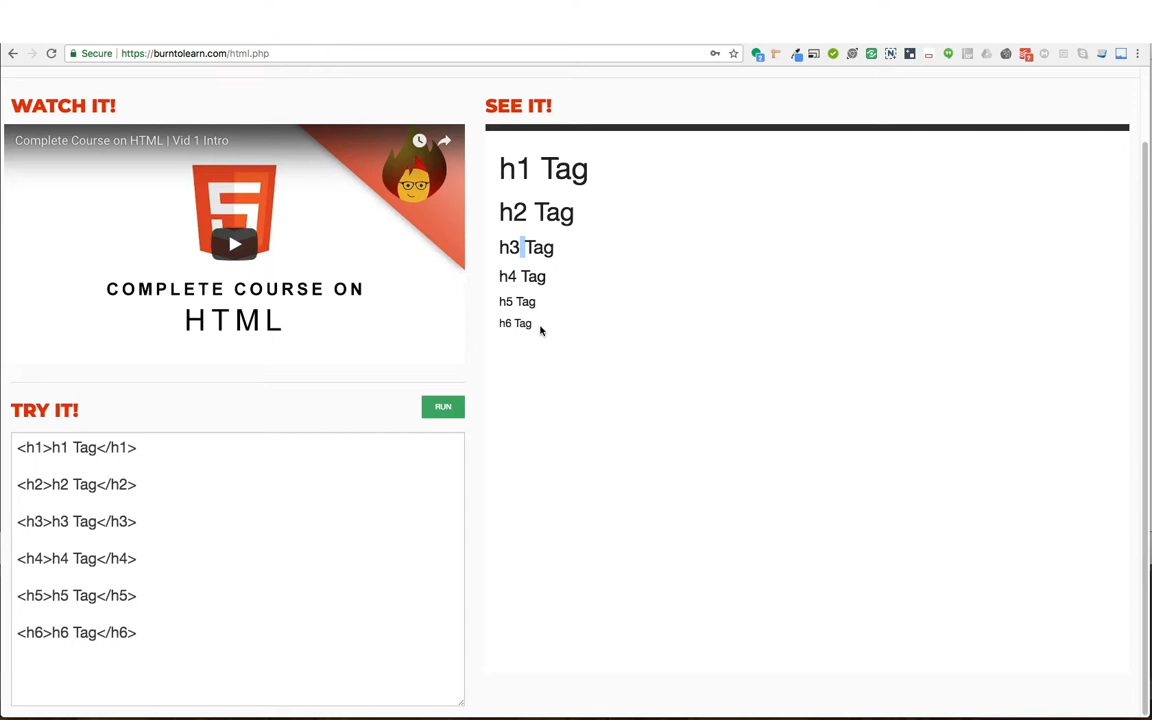 Secure
https://burntolearn.com/html.php
WATCH IT!
Complete Course on HTML | Vid 1 Intro
5
COMPLETE COURSE ON
HTML
TRY IT!
RUN
<h1>h1 Tag</h1>
<h2>h2 Tag</h2>
<h3>h3 Tag</h3>
<h4>h4 Tag</h4>
<h5>h5 Tag</h5>
<h6>h6 Tag</h6>
SEE IT!
h1 Tag
h2 Tag
h3 Tag
h4 Tag
h5 Tag
h6 Tag